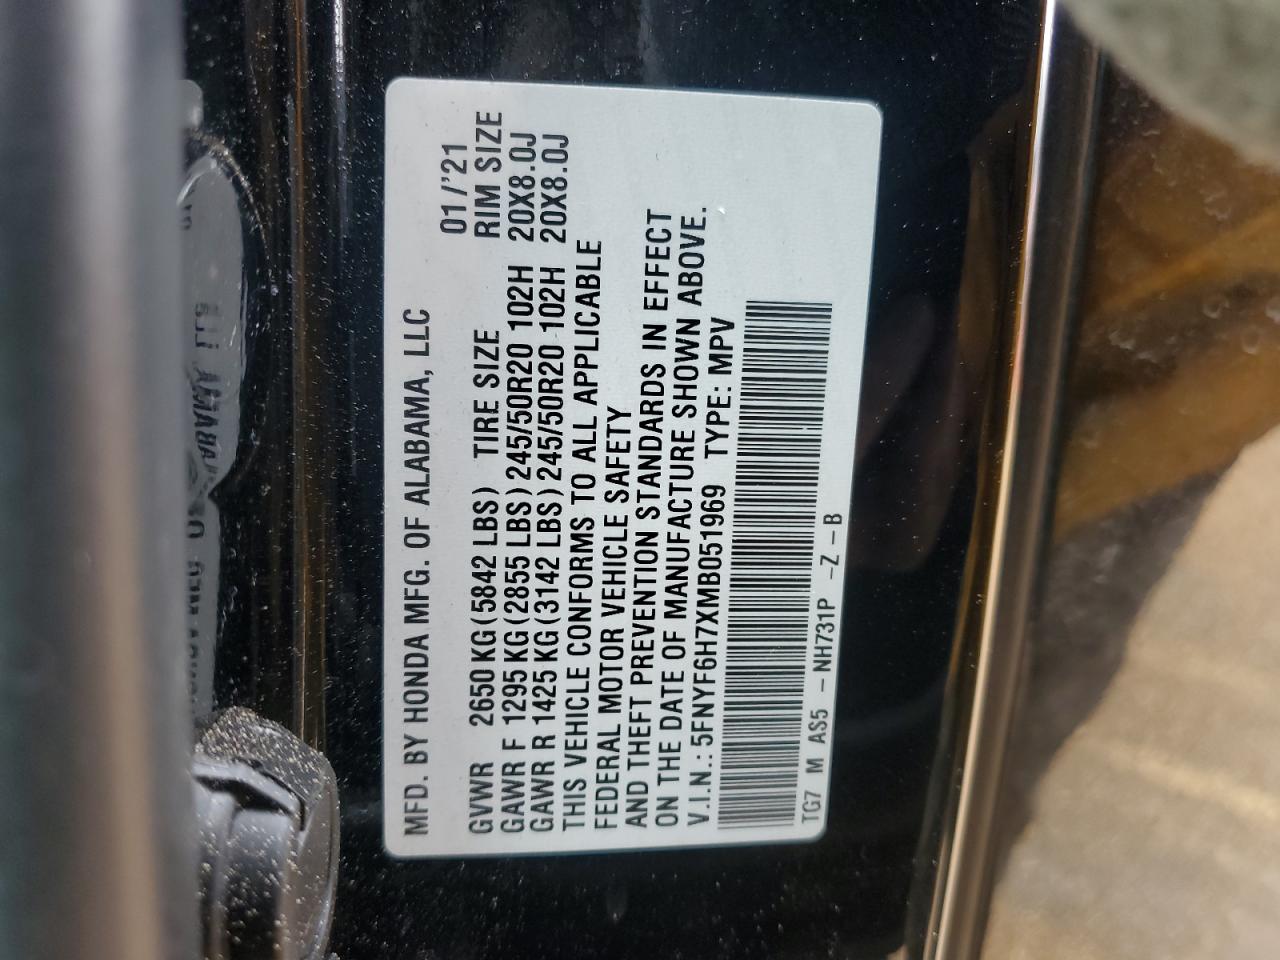 MFD. BY HONDA MFG. OF ALABAMA, LLC
01/'21
GVWR 2650 KG (5842 LBS) TIRE SIZE RIM SIZE
GAWR F 1295 KG (2855 LBS) 245/50R20 102H 20X8.0J
GAWR R 1425 KG (3142 LBS) 245/50R20 102H 20X8.0J
THIS VEHICLE CONFORMS TO ALL APPLICABLE
FEDERAL MOTOR VEHICLE SAFETY
AND THEFT PREVENTION STANDARDS IN EFFECT
ON THE DATE OF MANUFACTURE SHOWN ABOVE.
V.I.N.: 5FNYF6H7XMB051969 TYPE: MPV
TG7 M AS5 -NH731P -Z-B